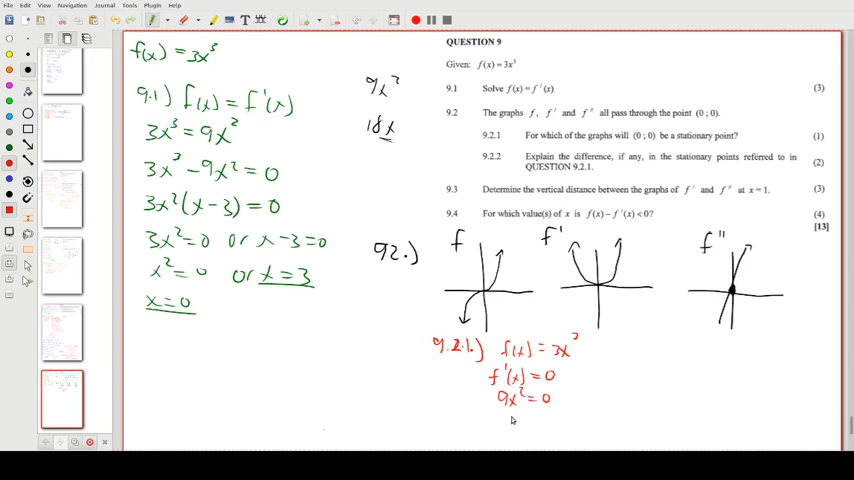 File Edit View Journal Tools Plugin Help
f(x) = 3x³
9.1) f(x) = f'(x)
3x³ = 9x²
3x³ - 9x² = 0
3x²(x - 3) = 0
3x² = 0 or x - 3 = 0
x² = 0 or x = 3
x = 0
9x²
18x
QUESTION 9
Given: f(x) = 3x³
9.1 Solve f(x) = f'(x) (3)
9.2 The graphs f, f' and f'' all pass through the point (0 ; 0).
9.2.1 For which of the graphs will (0 ; 0) be a stationary point? (1)
9.2.2 Explain the difference, if any, in the stationary points referred to in
QUESTION 9.2.1. (2)
9.3 Determine the vertical distance between the graphs of f' and f'' at x = 1. (3)
9.4 For which value(s) of x is f(x) - f'(x) < 0? (4)
[13]
92.) f f' f''
9.2.1.) f(x) = 3x³
f'(x) = 0
9x² = 0